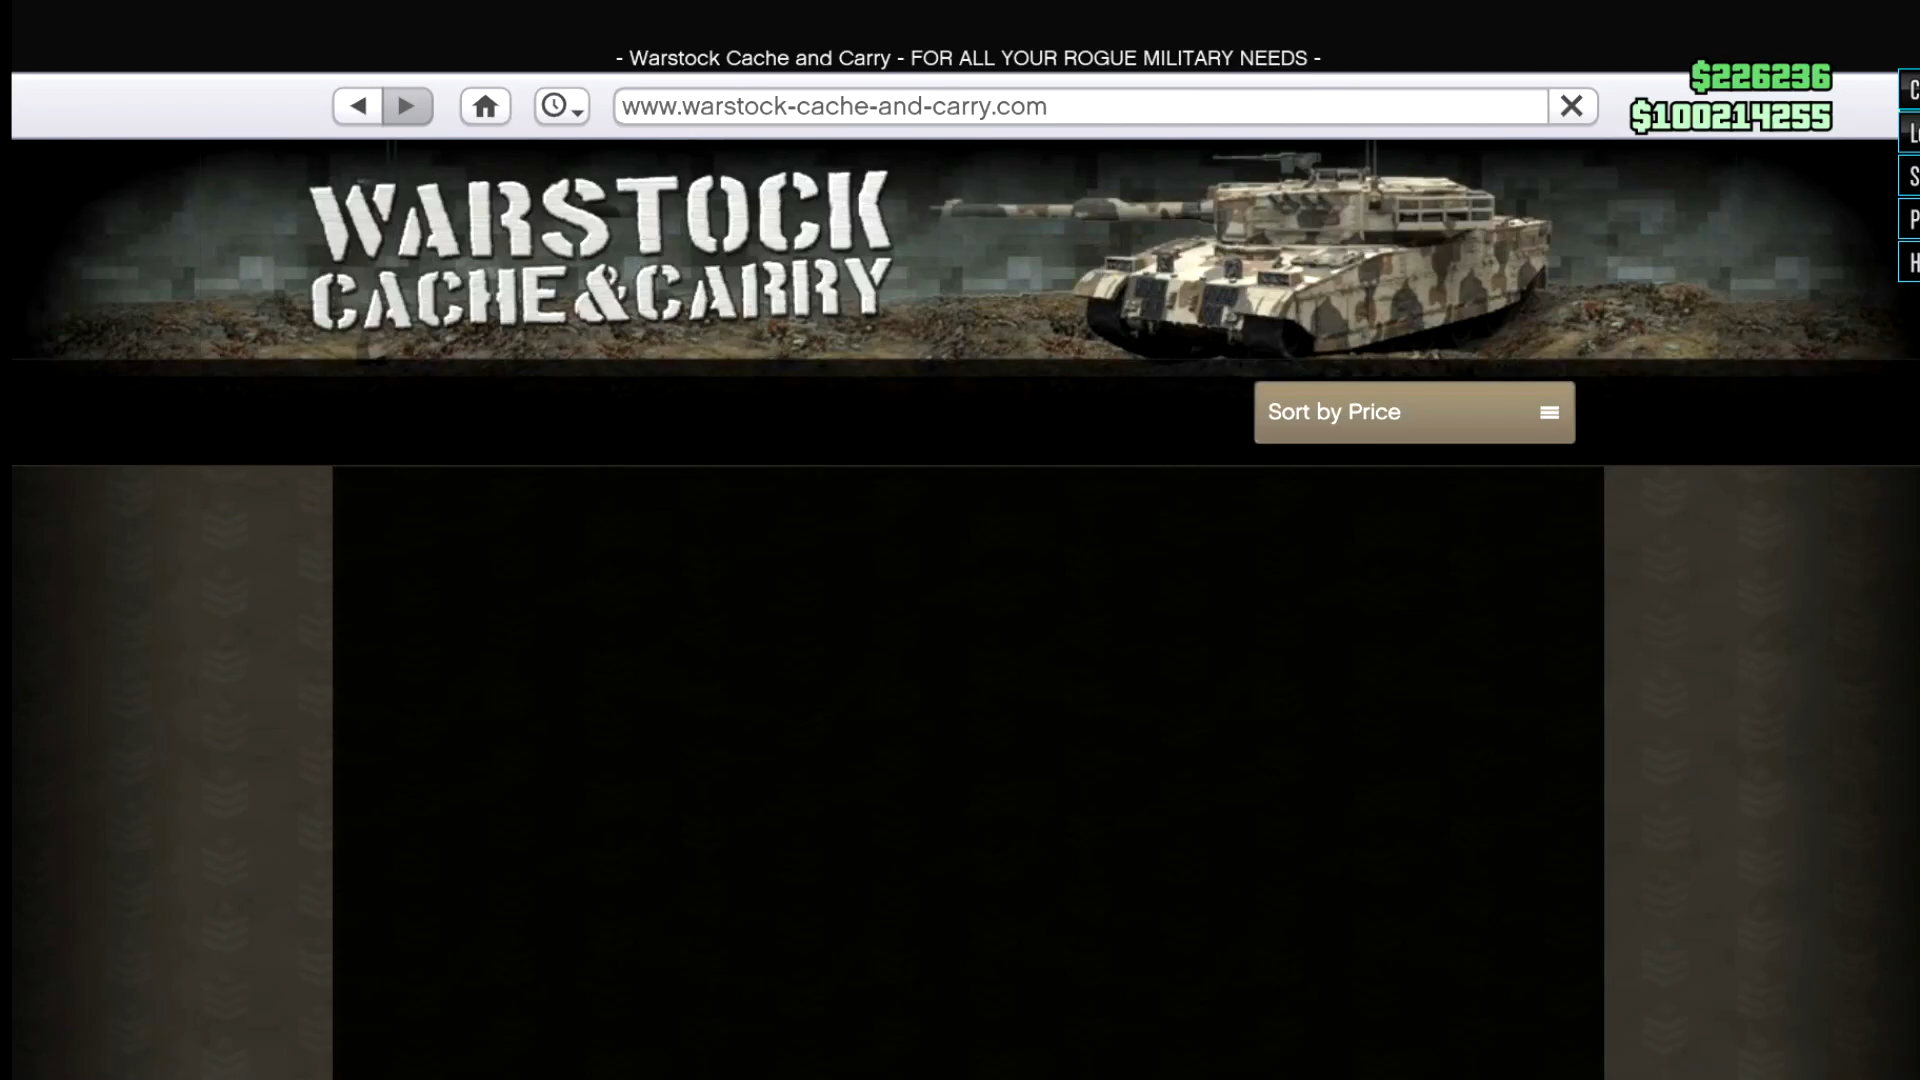 - Warstock Cache and Carry - FOR ALL YOUR ROGUE MILITARY NEEDS -
www.warstock-cache-and-carry.com
$226236
$100214255
WARSTOCK
CACHE&CARRY
Sort by Price